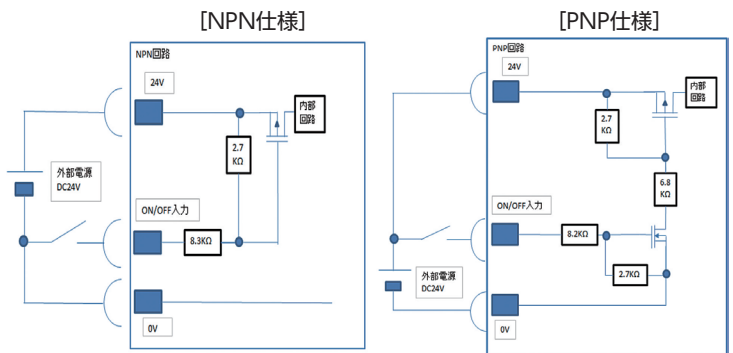 [NPN仕様]
NPN回路
24V
内部
回路
2.7
KΩ
外部電源
DC24V
ON/OFF入力
8.3KΩ
0V
[PNP仕様]
PNP回路
24V
内部
回路
2.7
KΩ
6.8
KΩ
ON/OFF入力
8.2KΩ
2.7KΩ
外部電源
DC24V
0V